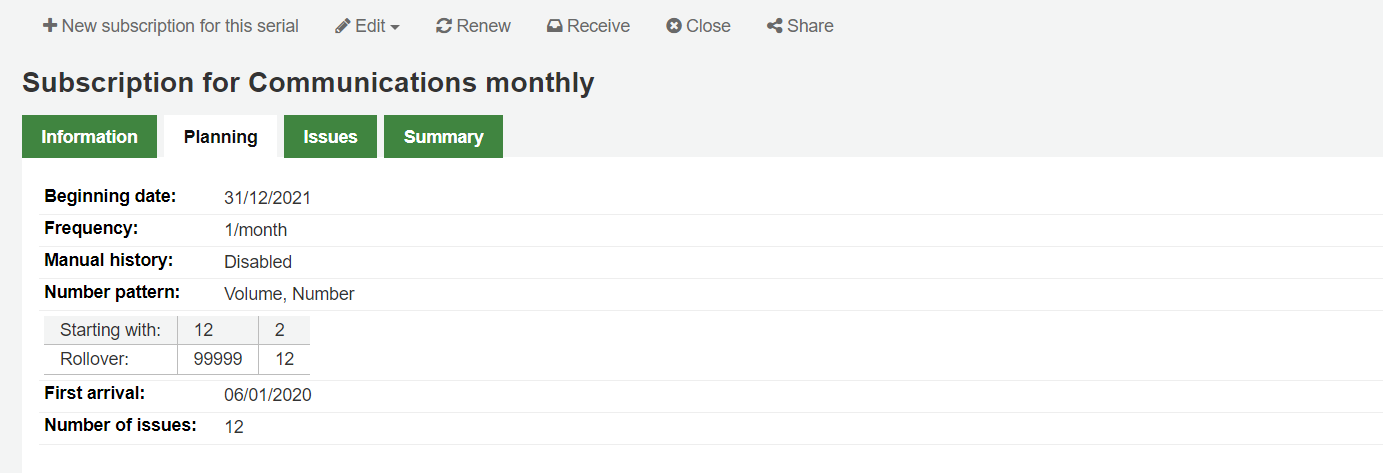 New subscription for this serial Edit Renew Receive Close Share
Subscription for Communications monthly
Information Planning Issues Summary
Beginning date: 31/12/2021
Frequency: 1/month
Manual history: Disabled
Number pattern: Volume, Number
Starting with: 12 2
Rollover: 99999 12
First arrival: 06/01/2020
Number of issues: 12